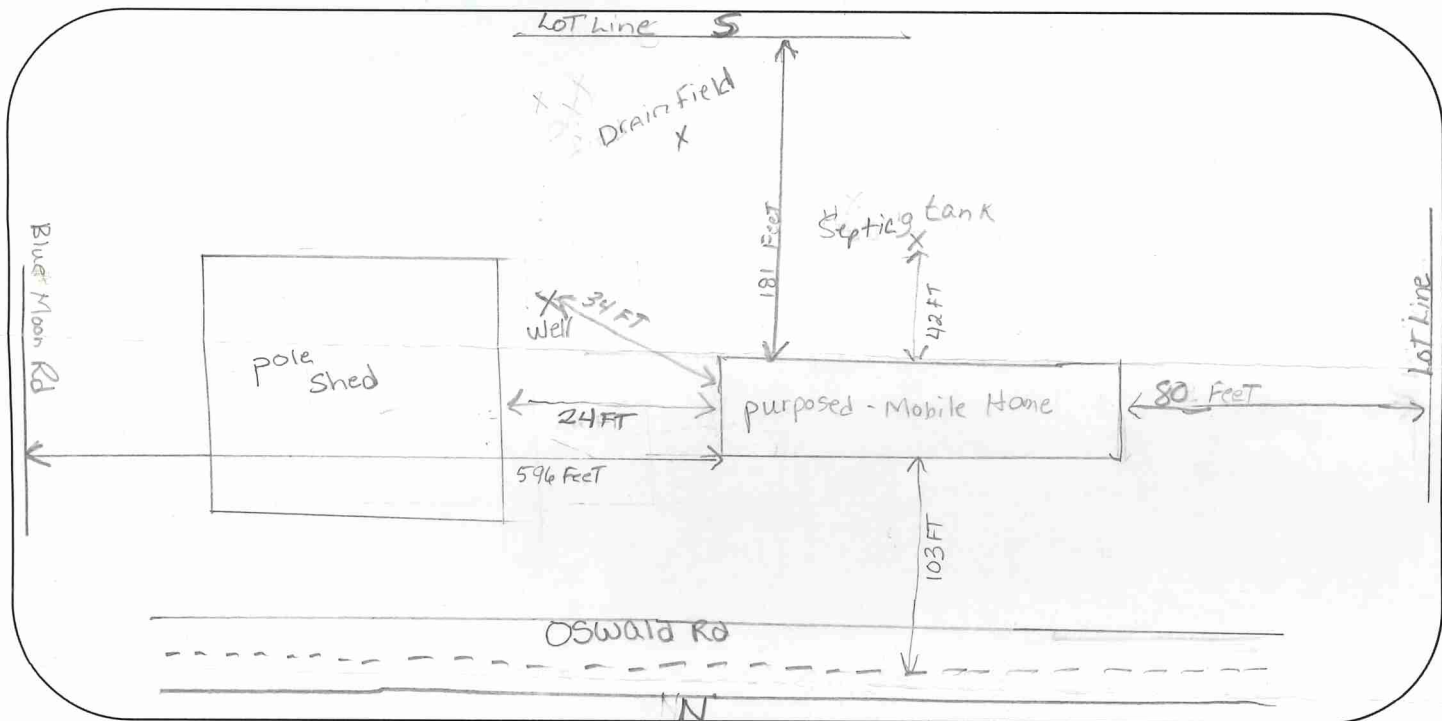 LOT Line S
Drain Field
X
181 Feet
Septicg tank
X
42 FT
Blue Moon Rd
X
well
34 FT
pole
shed
24 FT
purposed - Mobile Home
80 Feet
LOT Line
596 FeeT
103 FT
Oswald Rd
N